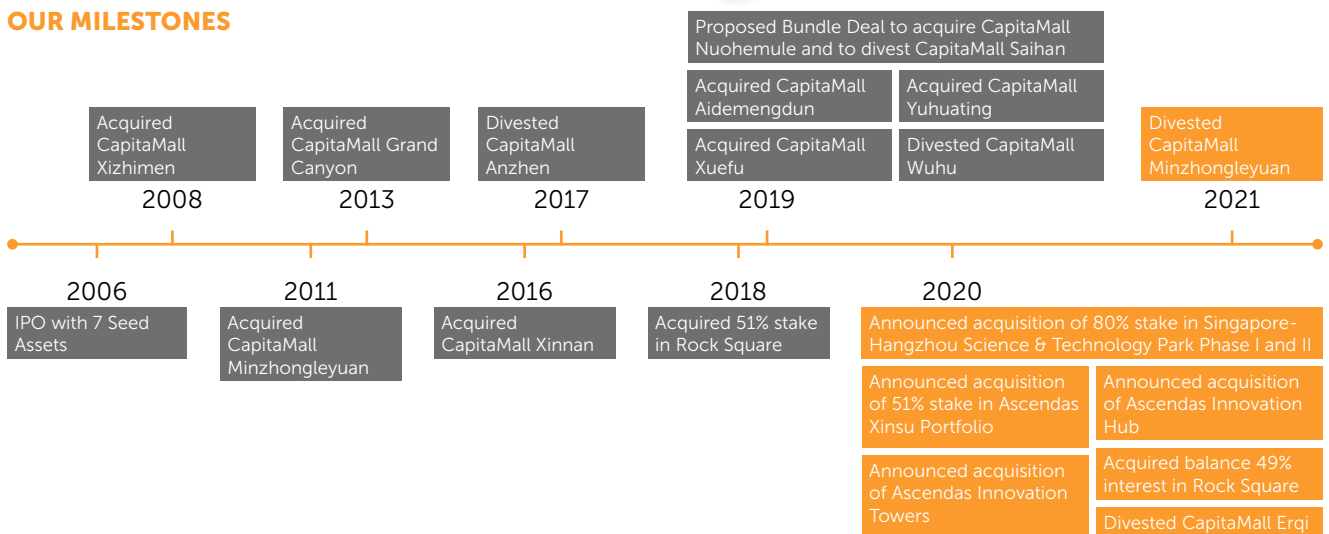 OUR MILESTONES
Proposed Bundle Deal to acquire CapitaMall
Nuohemule and to divest CapitaMall Saihan
Acquired CapitaMall
Aidemengdun
Acquired CapitaMall
Yuhuating
Acquired
CapitaMall
Xizhimen
Acquired
CapitaMall Grand
Canyon
Divested
CapitaMall
Anzhen
Acquired CapitaMall
Xuefu
Divested CapitaMall
Wuhu
Divested
CapitaMall
Minzhongleyuan
2008
2013
2017
2019
2021
2006
2011
2016
2018
2020
IPO with 7 Seed
Assets
Acquired
CapitaMall
Minzhongleyuan
Acquired
CapitaMall Xinnan
Acquired 51% stake
in Rock Square
Announced acquisition of 80% stake in Singapore-
Hangzhou Science & Technology Park Phase I and II
Announced acquisition
of 51% stake in Ascendas
Xinsu Portfolio
Announced acquisition
of Ascendas Innovation
Hub
Announced acquisition
of Ascendas Innovation
Towers
Acquired balance 49%
interest in Rock Square
Divested CapitaMall Erqi